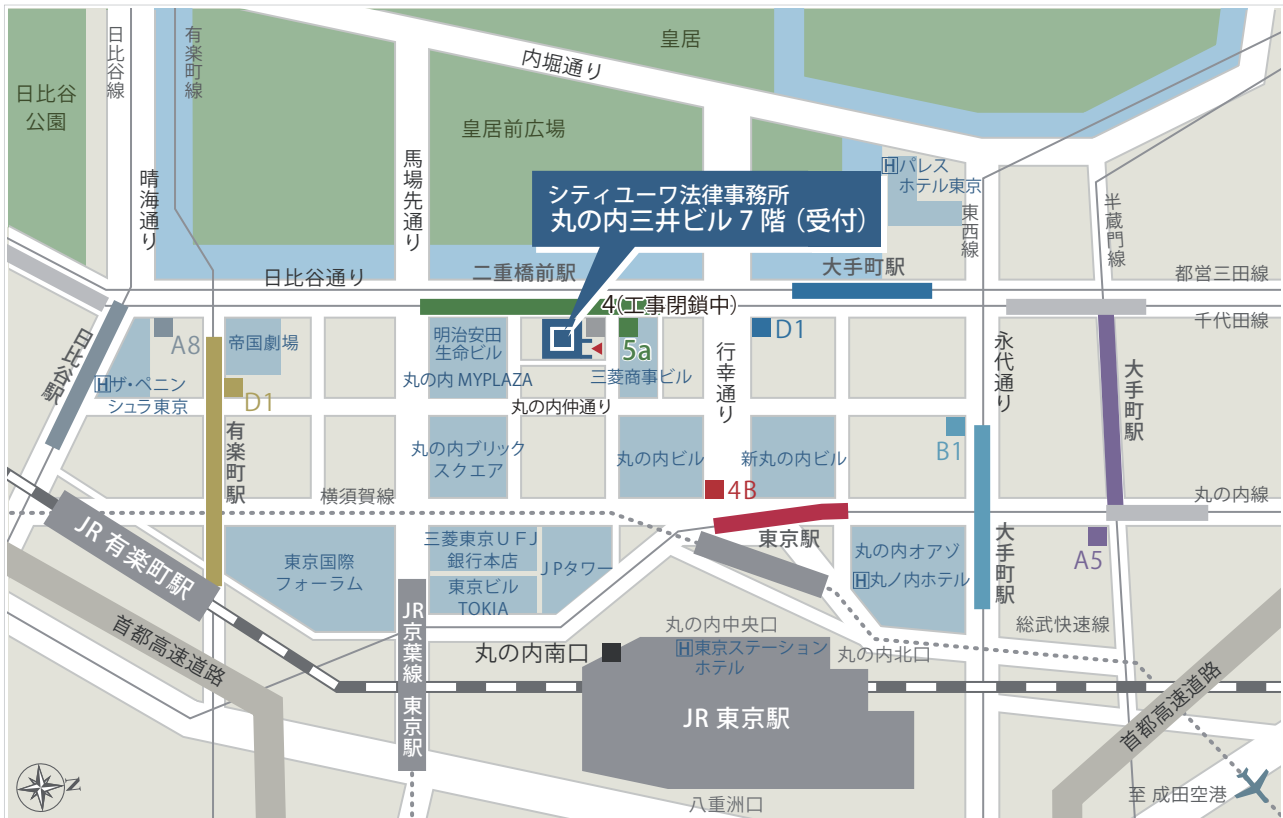 日比谷線
有楽町線
皇居
内堀通り
日比谷
公園
皇居前広場
馬場先通り
晴海通り
H パレス
ホテル東京
シティユーワ法律事務所
丸の内三井ビル 7 階（受付）
東西線
半蔵門線
日比谷通り
二重橋前駅
大手町駅
都営三田線
4(工事閉鎖中)
千代田線
日比谷駅
A8
帝国劇場
明治安田
生命ビル
5a
D1
行幸通り
永代通り
大手町駅
H ザ・ペニン
シュラ東京
D1
丸の内 MYPLAZA
三菱商事ビル
丸の内仲通り
有楽町駅
丸の内ブリック
スクエア
丸の内ビル
新丸の内ビル
B1
横須賀線
4B
丸の内線
JR 有楽町駅
東京国際
フォーラム
三菱東京ＵＦＪ
銀行本店
JPタワー
東京ビル
TOKIA
東京駅
丸の内オアゾ
H 丸ノ内ホテル
大手町駅
A5
首都高速道路
JR京葉線 東京駅
丸の内中央口
総武快速線
丸の内南口
H 東京ステーション
ホテル
丸の内北口
JR 東京駅
首都高速道路
N
八重洲口
至 成田空港